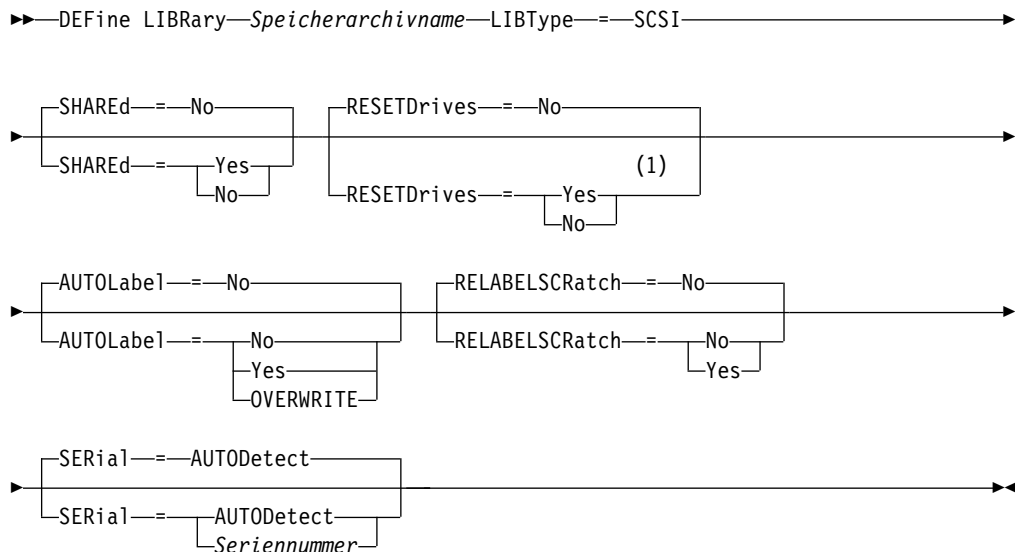 DEFine LIBRary Speicherarchivname LIBType = SCSI
SHAREd = No
SHAREd = Yes
No
RESETDrives = No
(1)
RESETDrives = Yes
No
AUTOLabel = No
AUTOLabel = No
Yes
OVERWRITE
RELABELSCRatch = No
RELABELSCRatch = No
Yes
SERial = AUTODetect
SERial = AUTODetect
Seriennummer